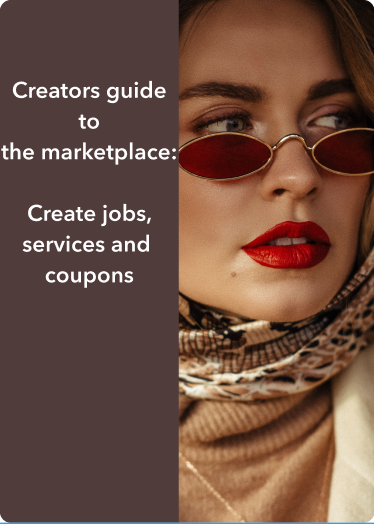 Creators guide
to
the marketplace:
Create jobs,
services and
coupons